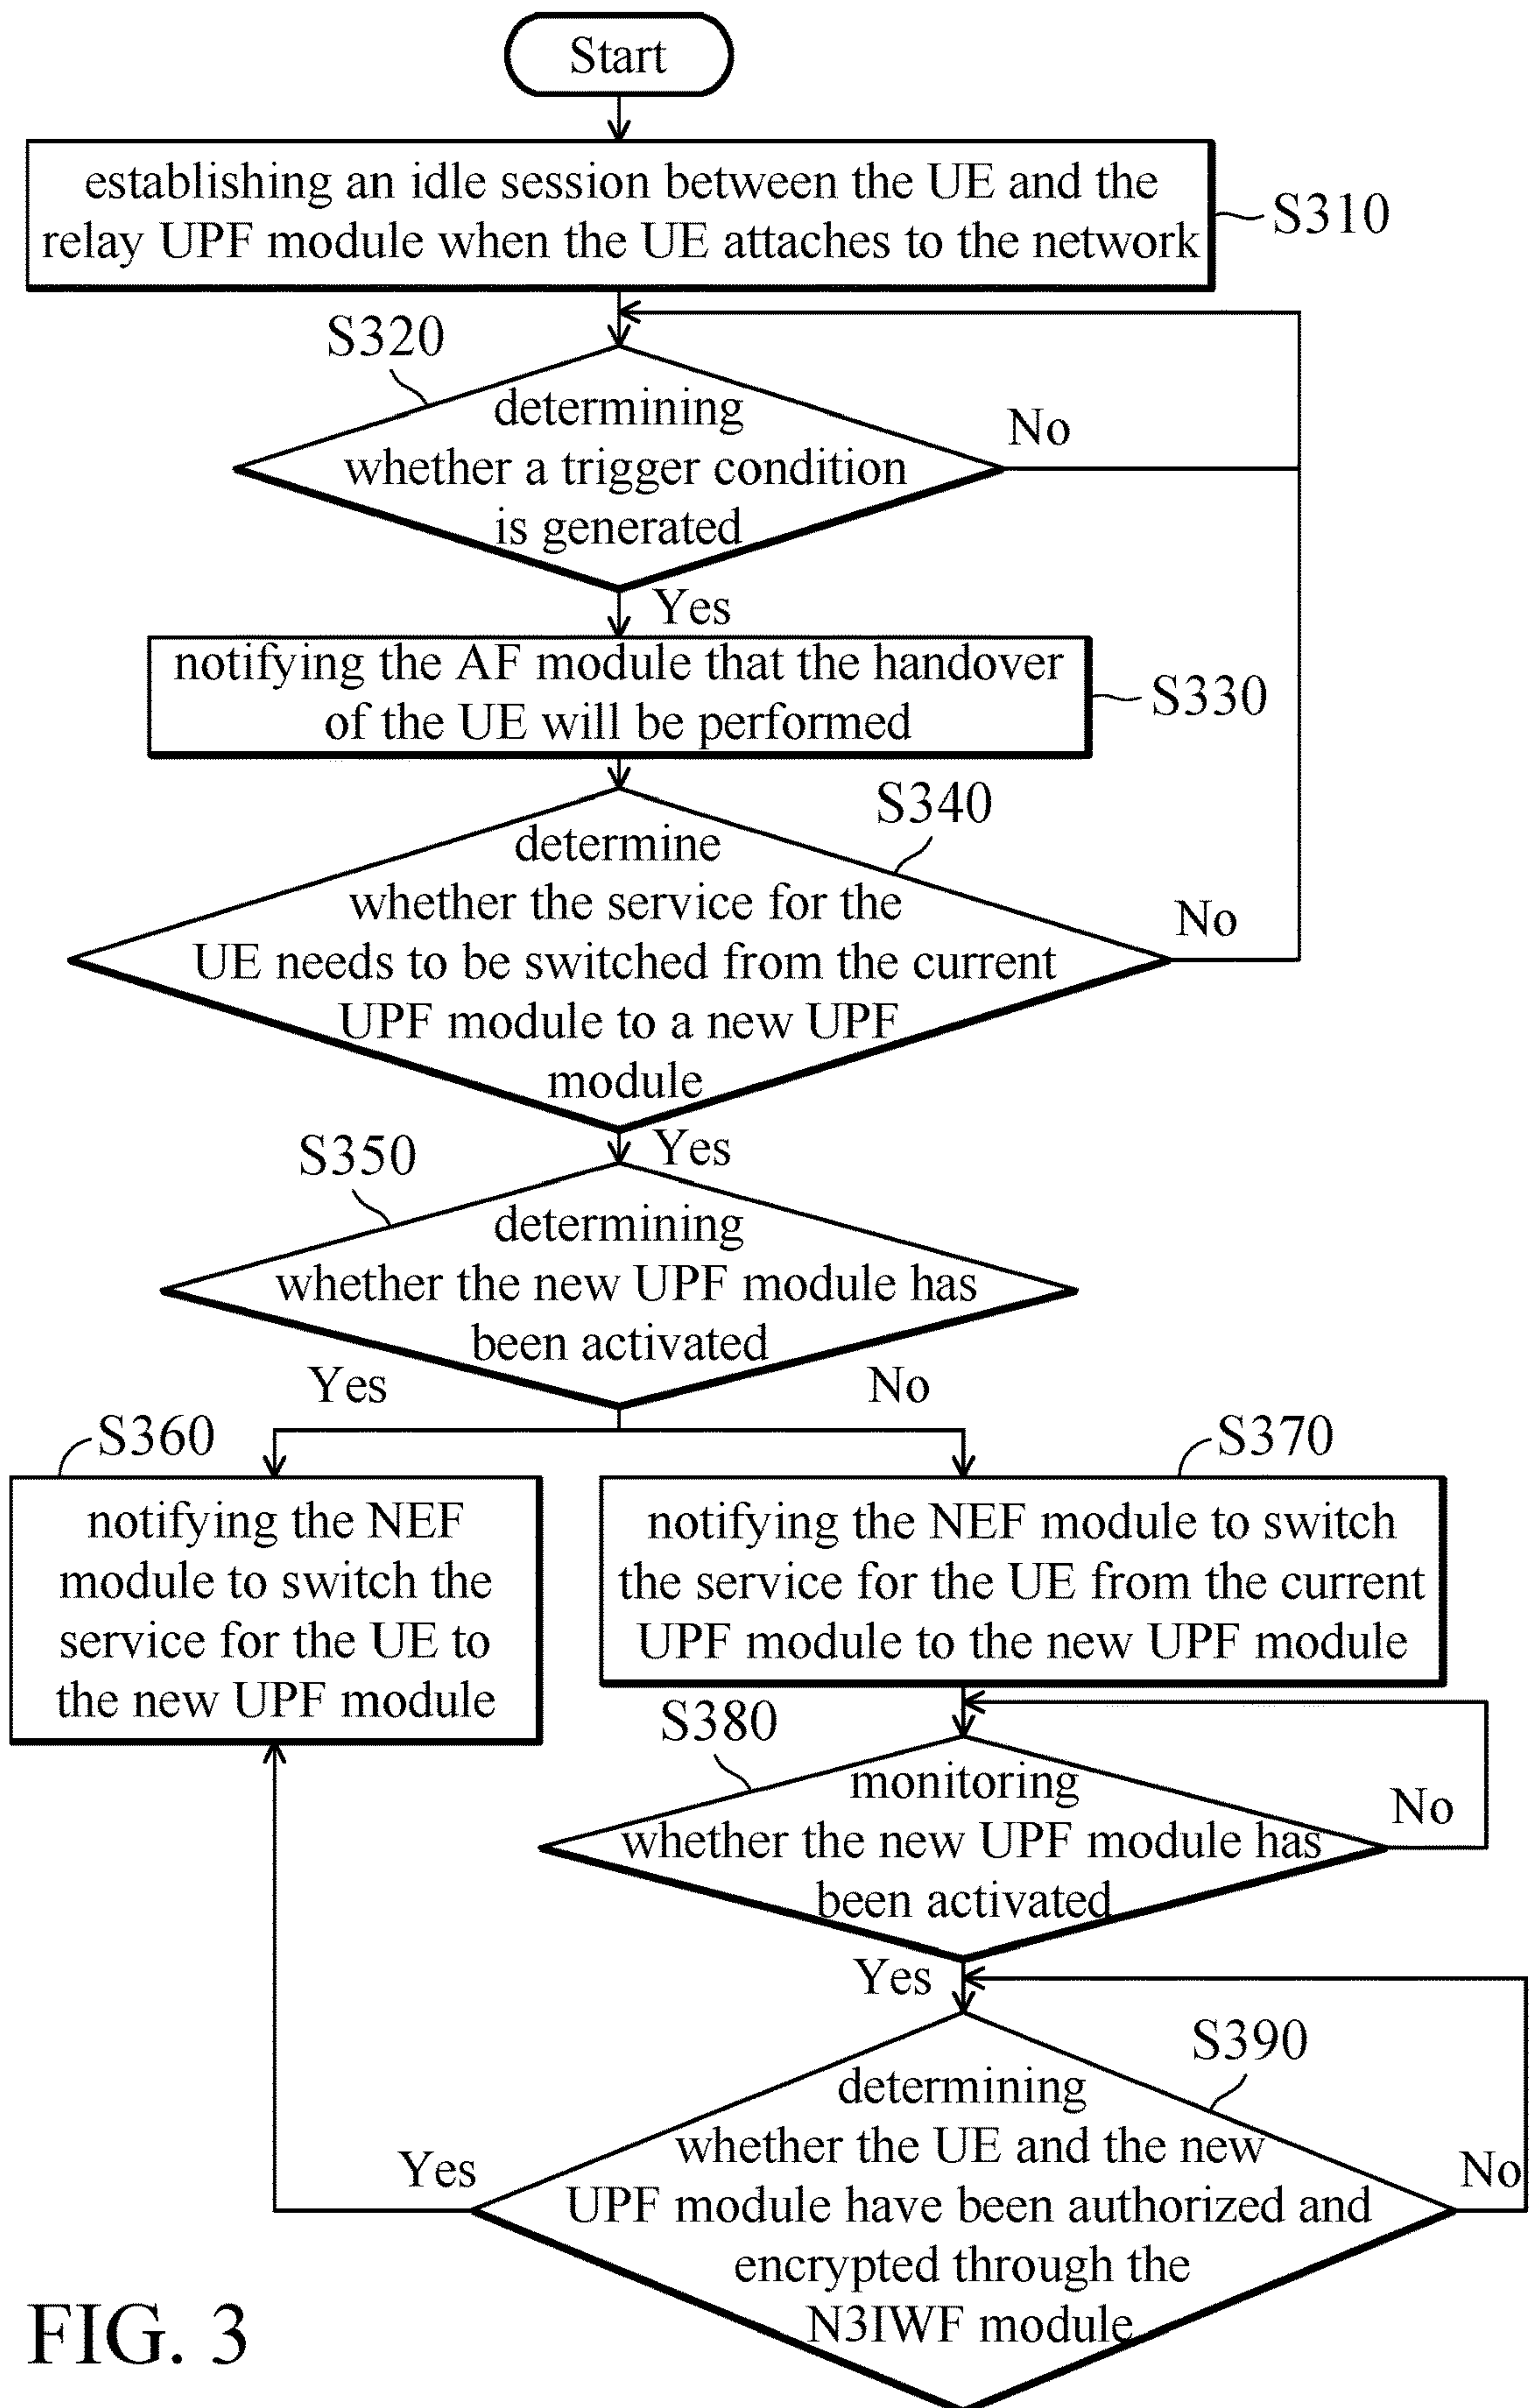 Start
establishing an idle session between the UE and the
relay UPF module when the UE attaches to the network
S310
S320
determining
whether a trigger condition
is generated
No
Yes
notifying the AF module that the handover
of the UE will be performed
S330
S340
determine
whether the service for the
UE needs to be switched from the current
UPF module to a new UPF
module
No
Yes
S350
determining
whether the new UPF module has
been activated
Yes
No
S360
notifying the NEF
module to switch the
service for the UE to
the new UPF module
S370
notifying the NEF module to switch
the service for the UE from the current
UPF module to the new UPF module
S380
monitoring
whether the new UPF module has
been activated
No
Yes
S390
determining
whether the UE and the new
UPF module have been authorized and
encrypted through the
N3IWF module
Yes
No
FIG. 3